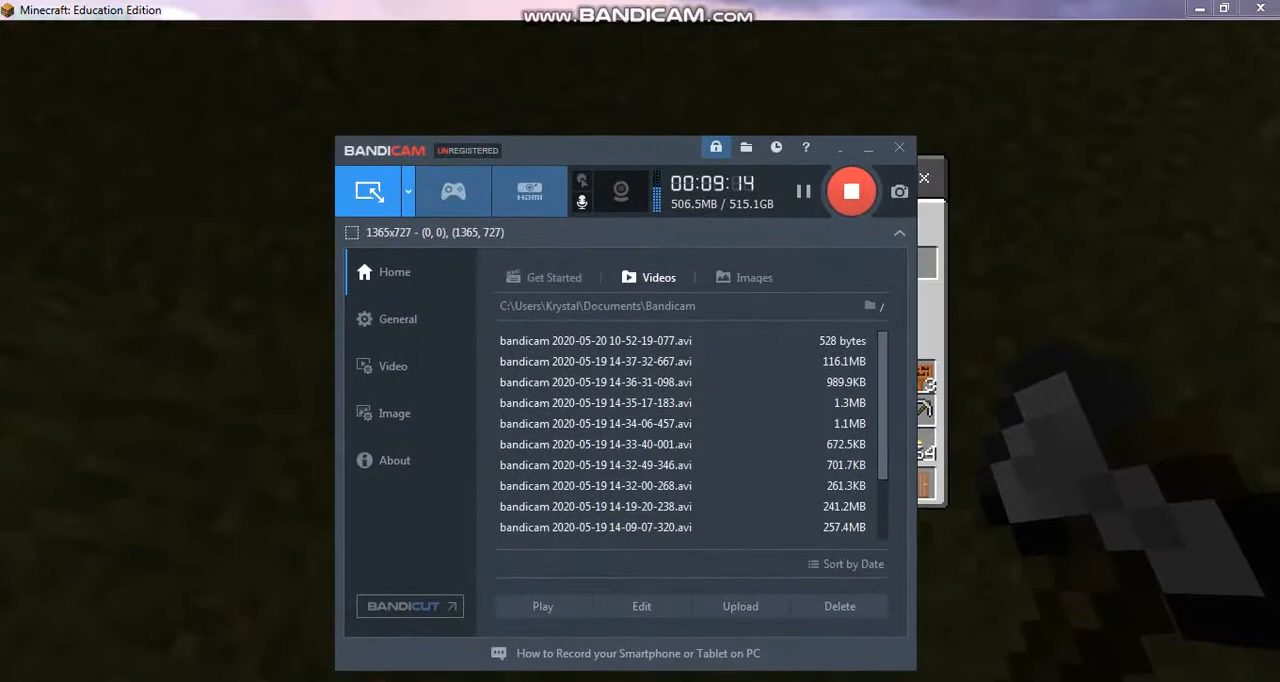 Minecraft: Education Edition
www.BANDICAM.com
BANDICAM UNREGISTERED
HDMI
00:09:14
506.5MB / 515.1GB
1365x727 - (0, 0), (1365, 727)
Home
General
Video
Image
About
BANDICUT
Get Started
Videos
Images
C:\Users\Krystal\Documents\Bandicam
/
bandicam 2020-05-20 10-52-19-077.avi 528 bytes
bandicam 2020-05-19 14-37-32-667.avi 116.1MB
bandicam 2020-05-19 14-36-31-098.avi 989.9KB
bandicam 2020-05-19 14-35-17-183.avi 1.3MB
bandicam 2020-05-19 14-34-06-457.avi 1.1MB
bandicam 2020-05-19 14-33-40-001.avi 672.5KB
bandicam 2020-05-19 14-32-49-346.avi 701.7KB
bandicam 2020-05-19 14-32-00-268.avi 261.3KB
bandicam 2020-05-19 14-19-20-238.avi 241.2MB
bandicam 2020-05-19 14-09-07-320.avi 257.4MB
Sort by Date
Play Edit Upload Delete
How to Record your Smartphone or Tablet on PC
3
64